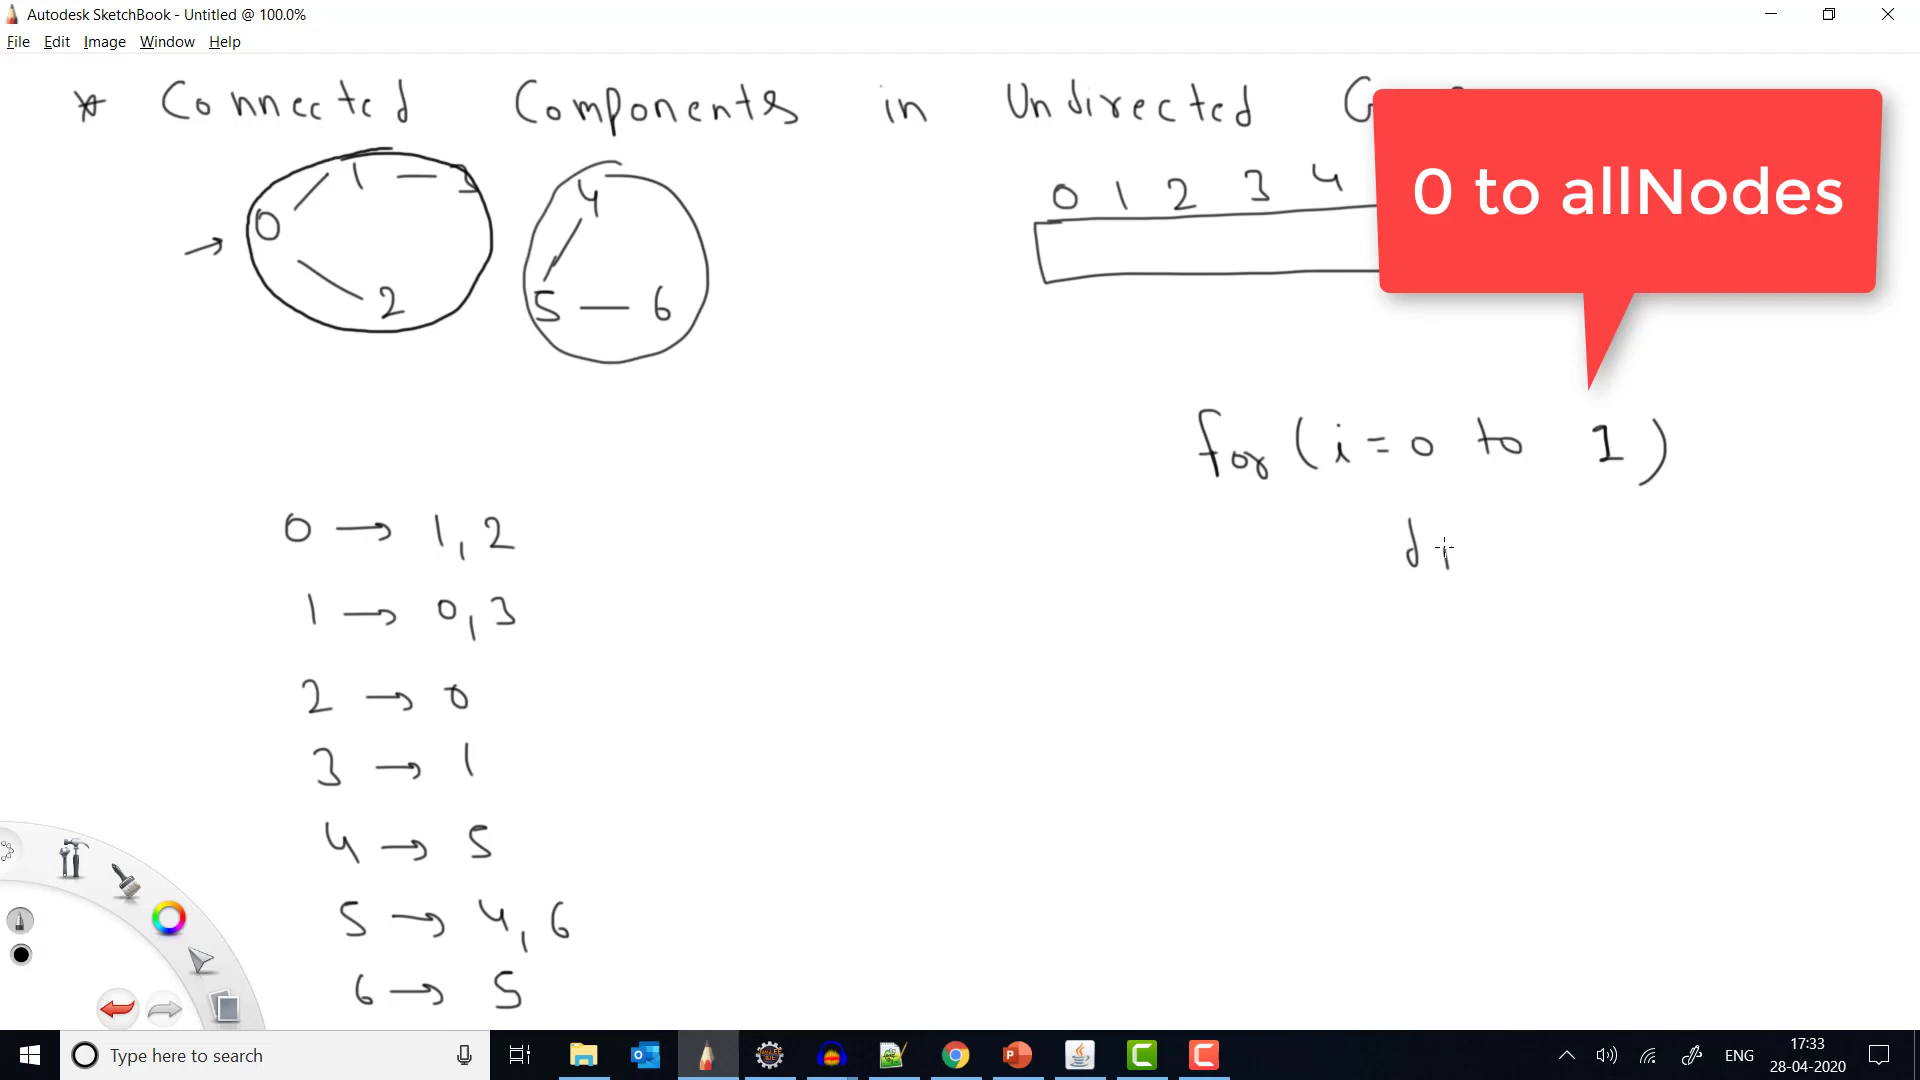 Autodesk SketchBook - Untitled @ 100.0%
File Edit Image Window Help
* Connected Components in Undirected
0 to allNodes
0 1 2 3 4
1 — 3
0
2
4
5 — 6
for (i = 0 to 1)
0 → 1, 2
1 → 0, 3
2 → 0
3 → 1
4 → 5
5 → 4, 6
6 → 5
Type here to search
ENG
17:33
28-04-2020